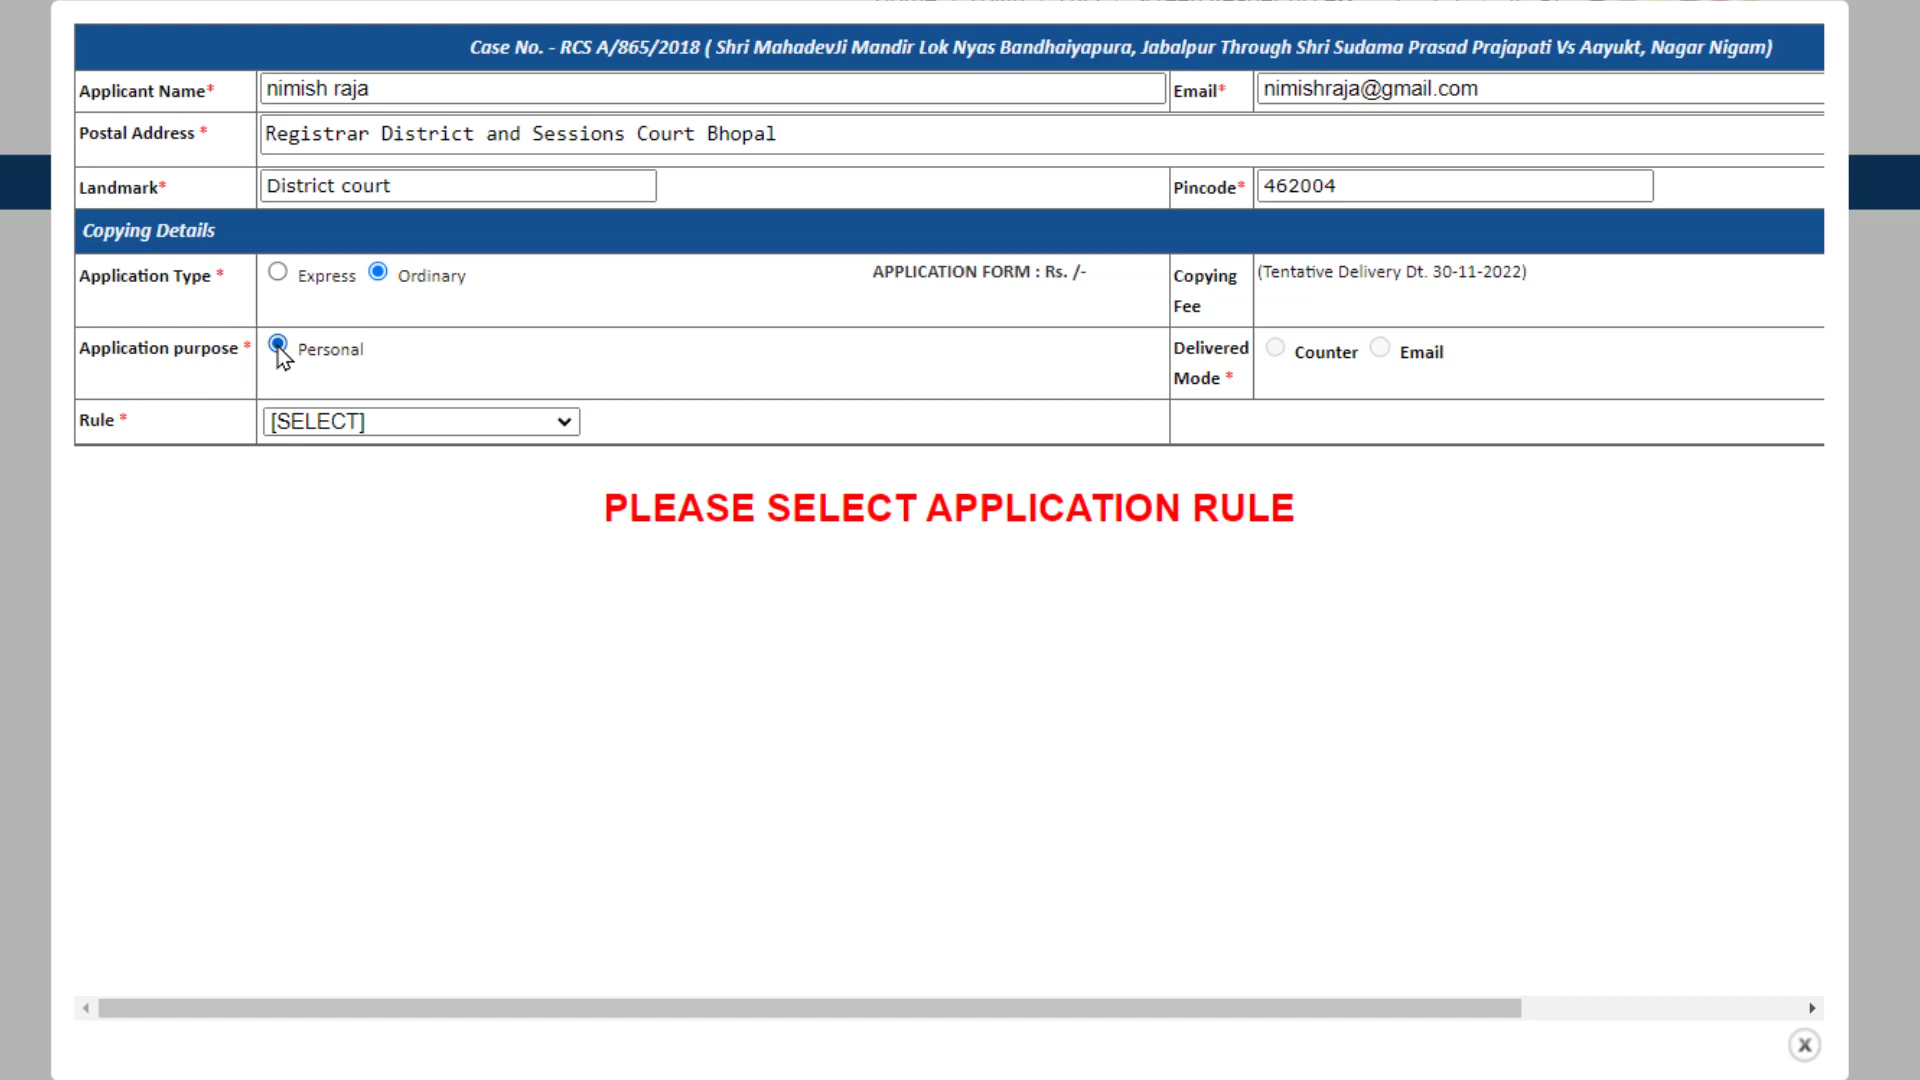 Case No. - RCS A/865/2018 ( Shri MahadevJi Mandir Lok Nyas Bandhaiyapura, Jabalpur Through Shri Sudama Prasad Prajapati Vs Aayukt, Nagar Nigam)
Applicant Name* nimish raja Email* nimishraja@gmail.com
Postal Address * Registrar District and Sessions Court Bhopal
Landmark* District court Pincode* 462004
Copying Details
Application Type * Express Ordinary APPLICATION FORM : Rs. /- Copying Fee (Tentative Delivery Dt. 30-11-2022)
Application purpose * Personal Delivered Mode * Counter Email
Rule * [SELECT]
PLEASE SELECT APPLICATION RULE
X